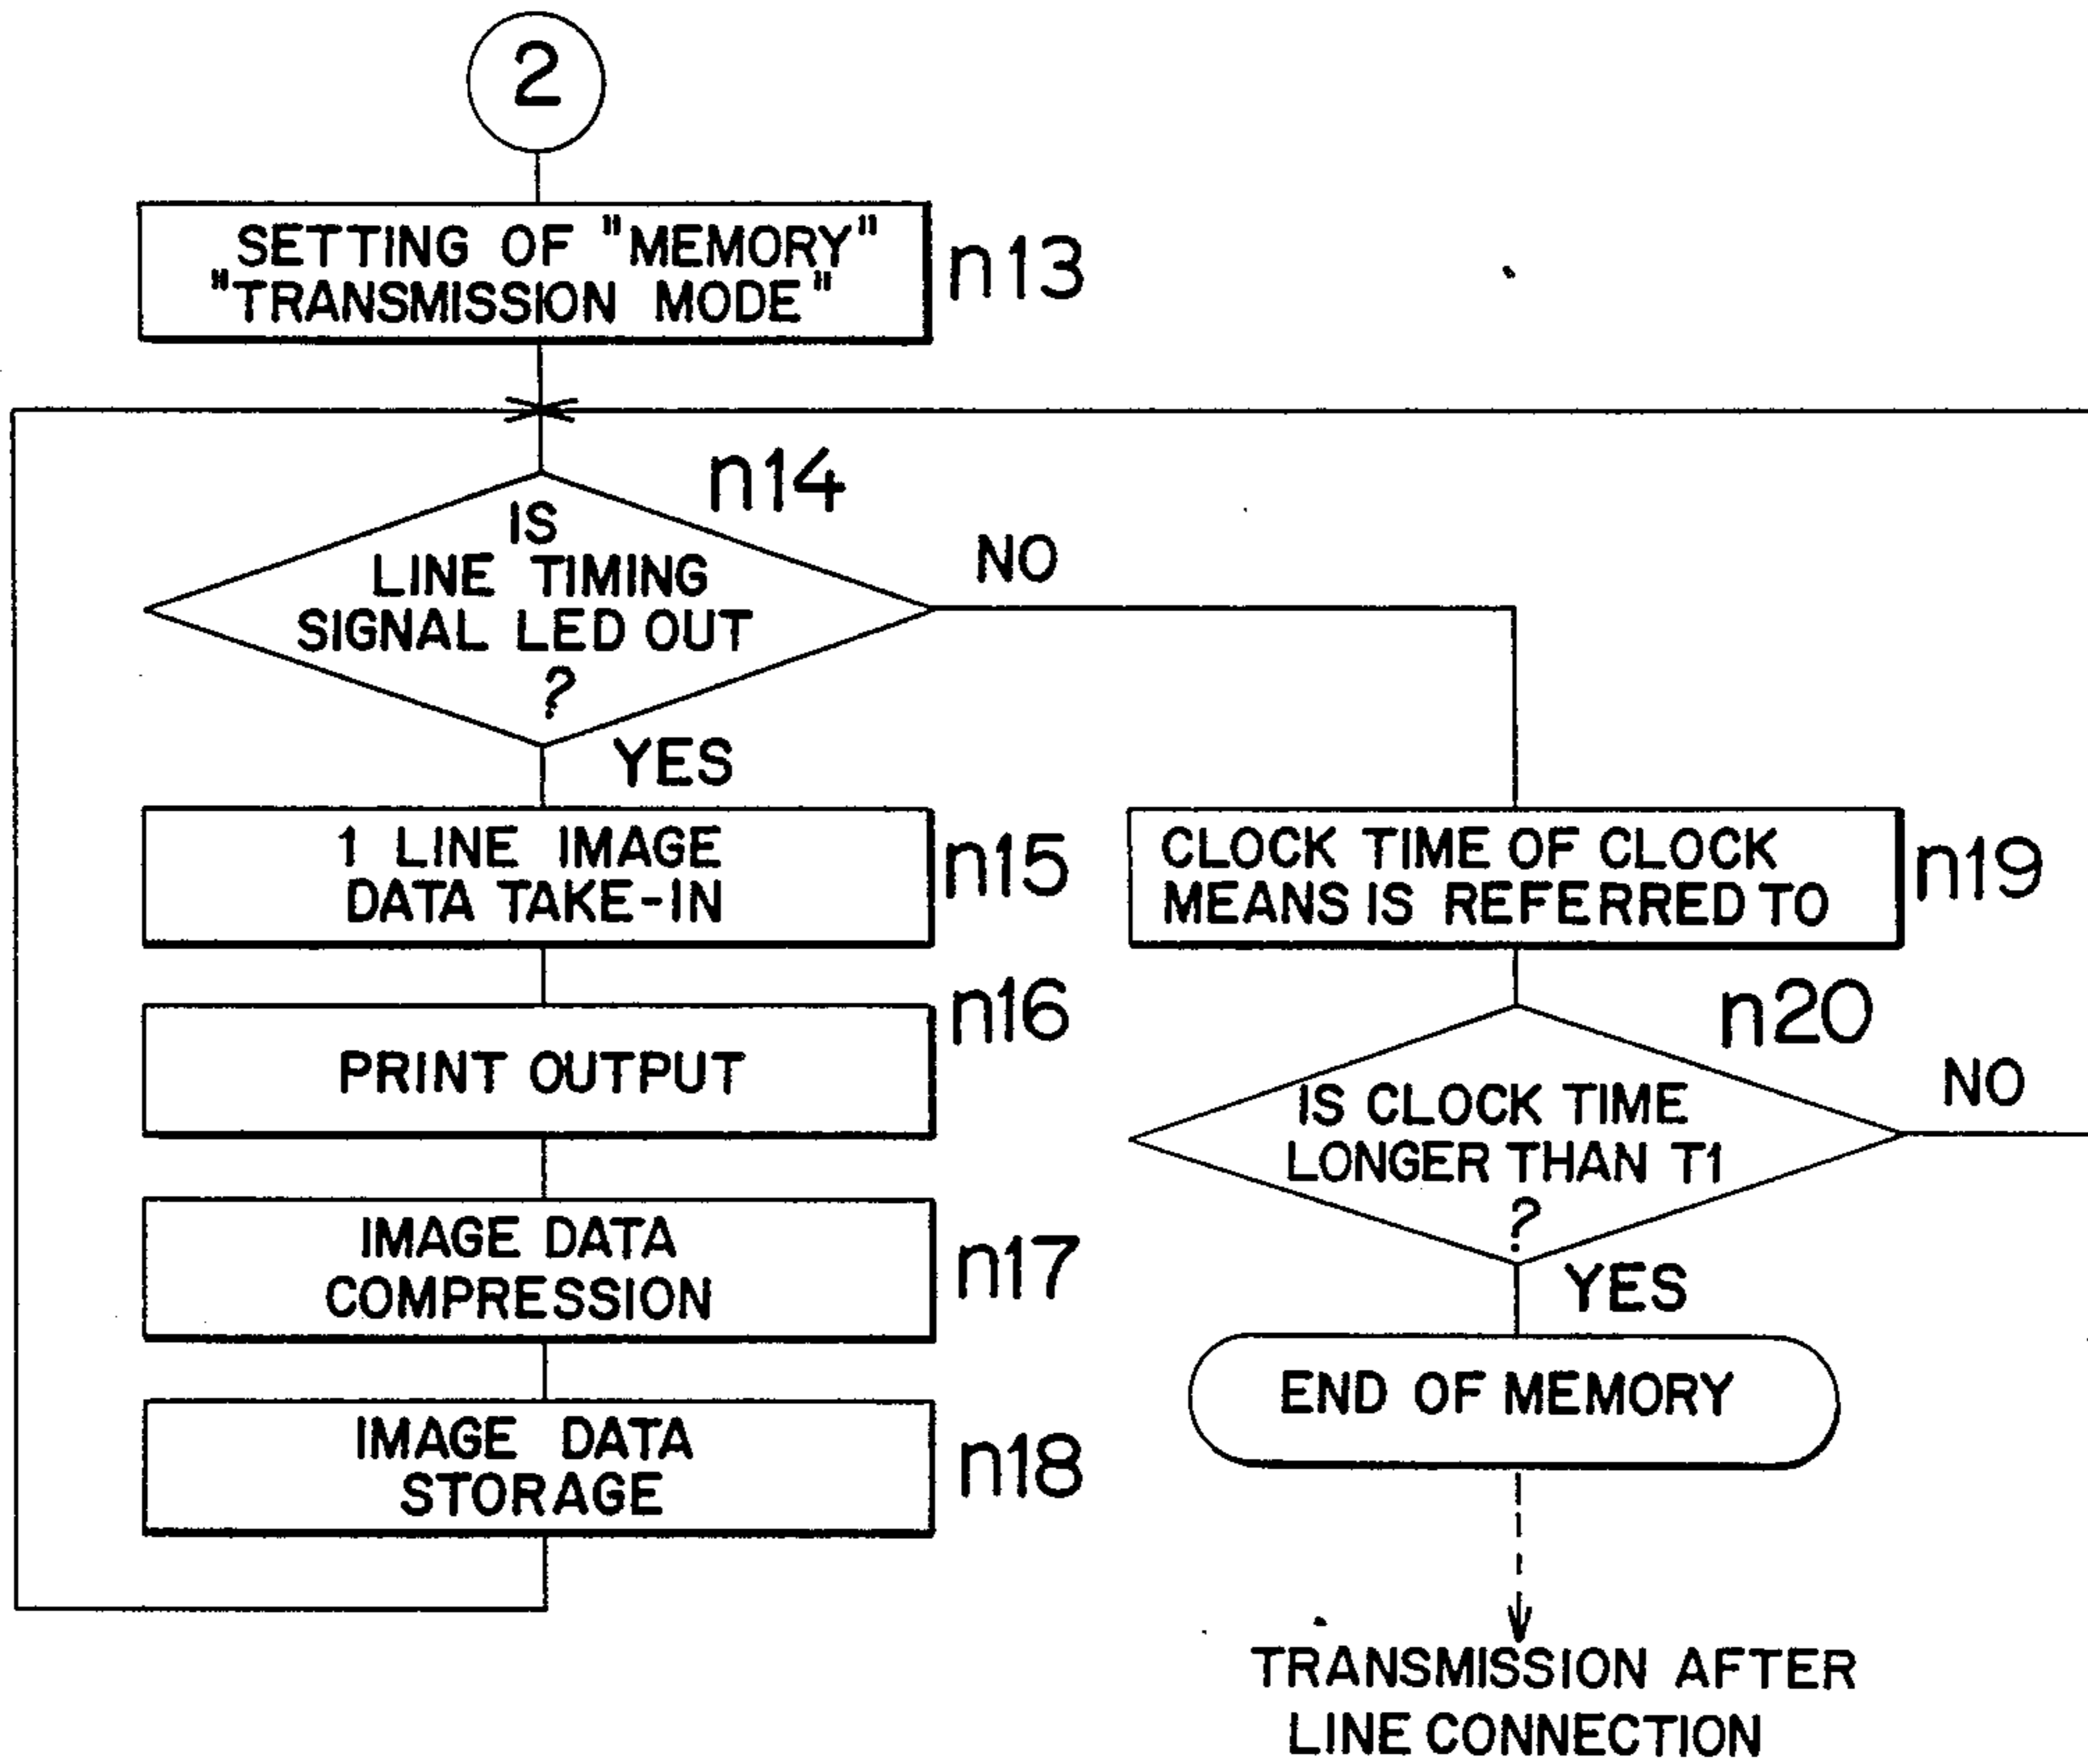 2
SETTING OF "MEMORY"
"TRANSMISSION MODE"
n13
n14
IS
LINE TIMING
SIGNAL LED OUT
?
NO
YES
1 LINE IMAGE
DATA TAKE-IN
n15
PRINT OUTPUT
n16
IMAGE DATA
COMPRESSION
n17
IMAGE DATA
STORAGE
n18
CLOCK TIME OF CLOCK
MEANS IS REFERRED TO
n19
n20
IS CLOCK TIME
LONGER THAN T1
?
NO
YES
END OF MEMORY
TRANSMISSION AFTER
LINE CONNECTION